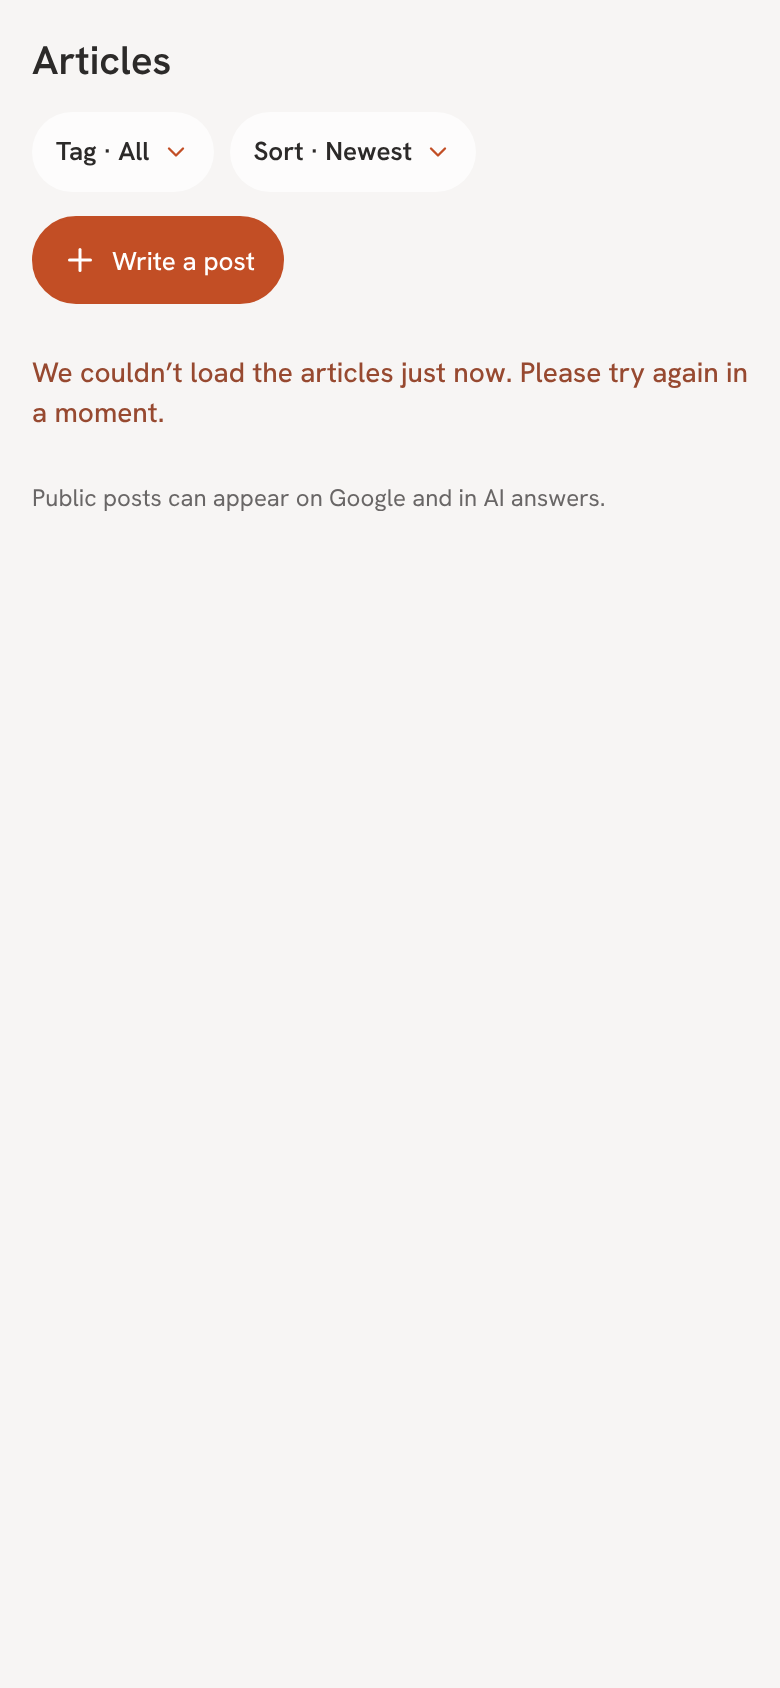 Articles
Tag · All
Sort · Newest
Write a post
We couldn’t load the articles just now. Please try again in
a moment.
Public posts can appear on Google and in AI answers.